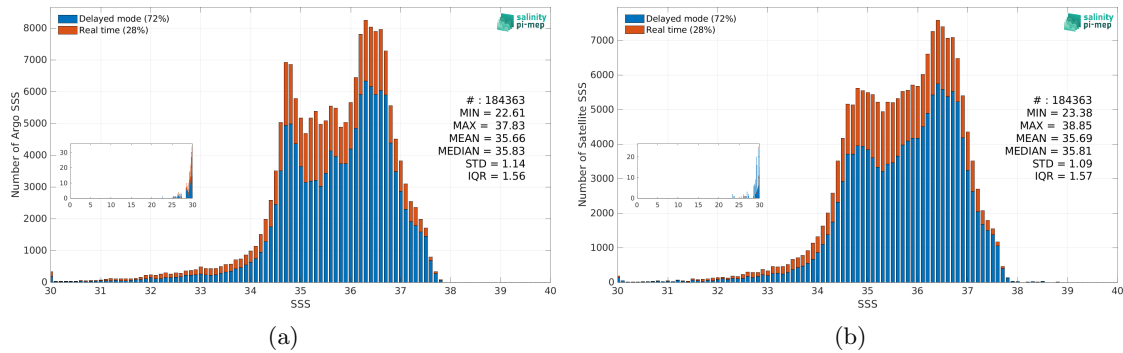 Delayed mode (72%)
Real time (28%)
salinity
pi-mep
Number of Argo SSS
8000
7000
6000
5000
4000
3000
2000
1000
0
# : 184363
MIN = 22.61
MAX = 37.83
MEAN = 35.66
MEDIAN = 35.83
STD = 1.14
IQR = 1.56
30
20
10
0
0 5 10 15 20 25 30
30 31 32 33 34 35 36 37 38 39 40
SSS
(a)
Delayed mode (72%)
Real time (28%)
salinity
pi-mep
Number of Satellite SSS
7000
6000
5000
4000
3000
2000
1000
0
# : 184363
MIN = 23.38
MAX = 38.85
MEAN = 35.69
MEDIAN = 35.81
STD = 1.09
IQR = 1.57
20
10
0
0 5 10 15 20 25 30
30 31 32 33 34 35 36 37 38 39 40
SSS
(b)